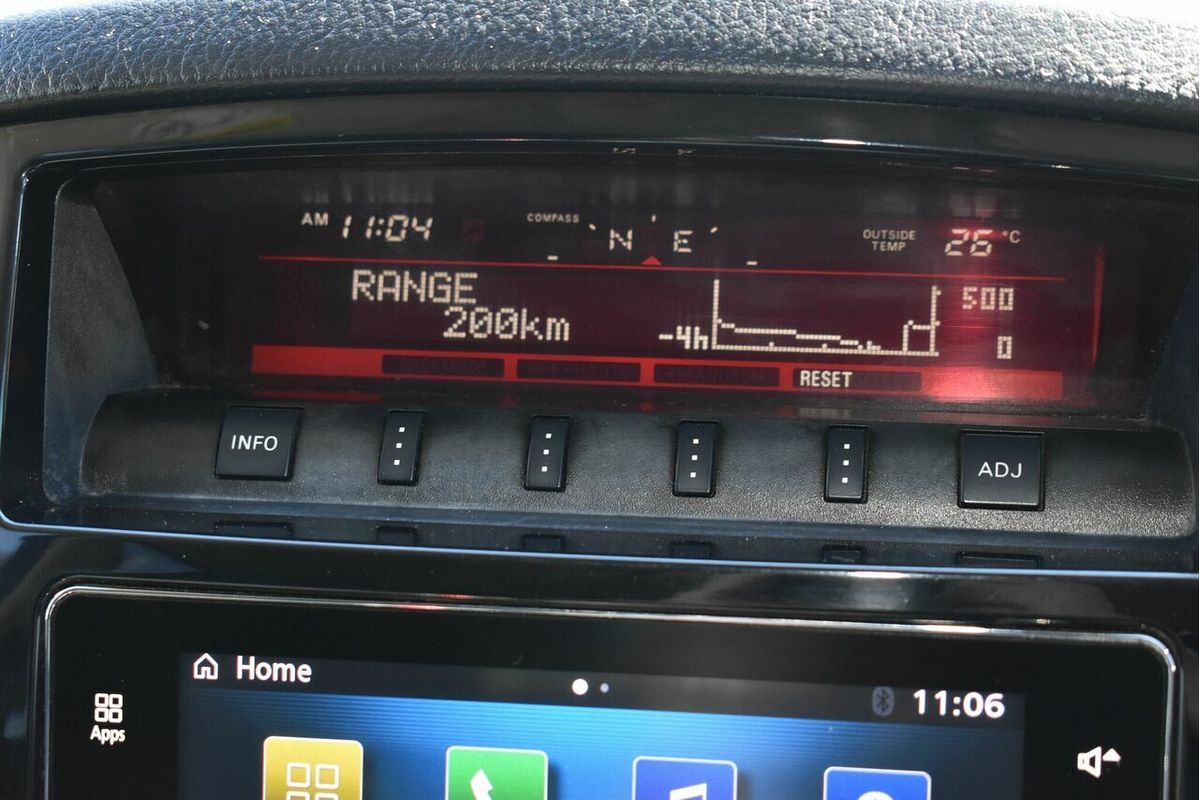 AM 11:04
COMPASS
N E
OUTSIDE
TEMP
26 °C
RANGE
200km
-4h
500
0
RESET
INFO
ADJ
Home
11:06
Apps